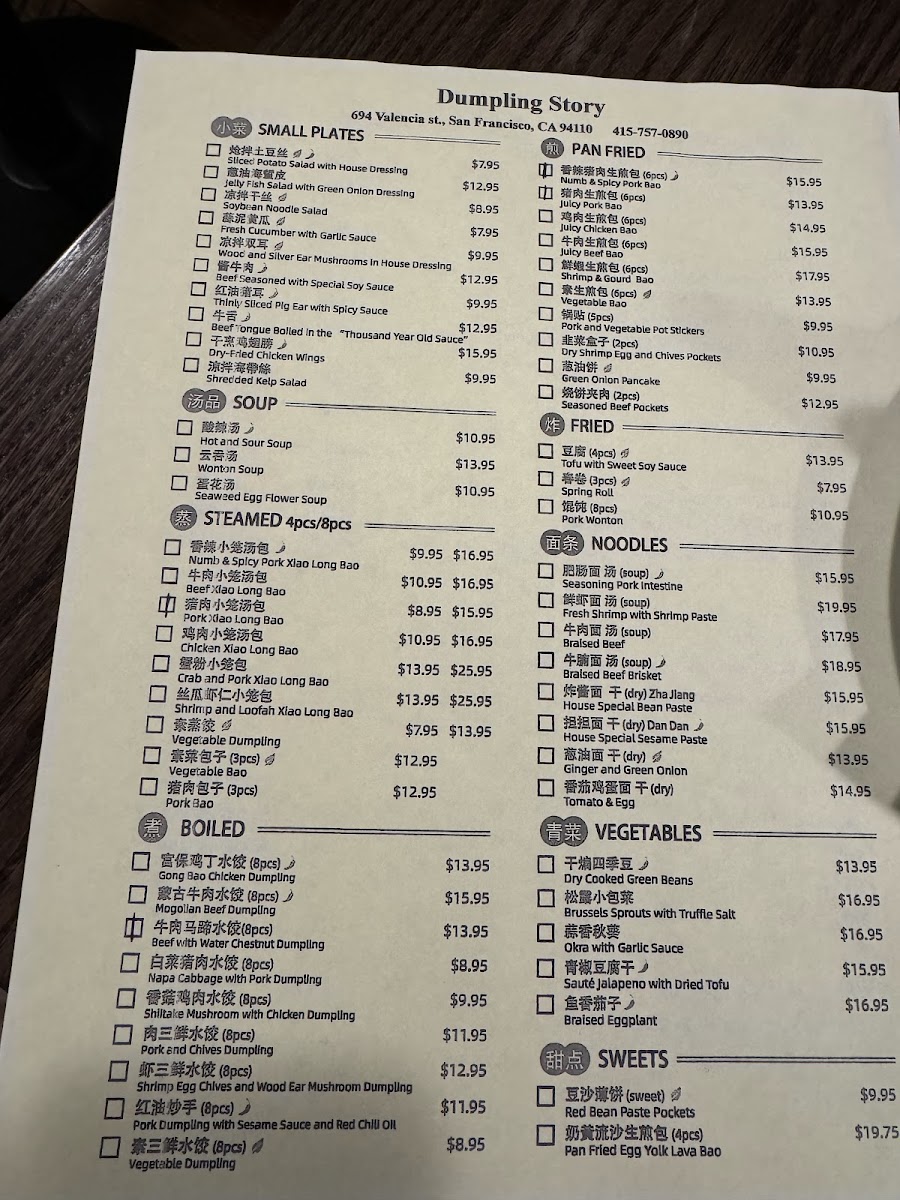 Dumpling Story
694 Valencia st., San Francisco, CA 94110 415-757-0890
小菜 SMALL PLATES
炝拌土豆丝
Sliced Potato Salad with House Dressing $7.95
葱油海蜇皮
Jelly Fish Salad with Green Onion Dressing $12.95
凉拌干丝
Soybean Noodle Salad $8.95
蒜泥黄瓜
Fresh Cucumber with Garlic Sauce $7.95
凉拌双耳
Wood and Silver Ear Mushrooms In House Dressing $9.95
酱牛肉
Beef Seasoned with Special Soy Sauce $12.95
红油猪耳
Thinly Sliced Pig Ear with Spicy Sauce $9.95
牛舌
Beef Tongue Boiled in the “Thousand Year Old Sauce” $12.95
干烹鸡翅膀
Dry-Fried Chicken Wings $15.95
凉拌海帶絲
Shredded Kelp Salad $9.95
汤品 SOUP
酸辣汤
Hot and Sour Soup $10.95
云吞汤
Wonton Soup $13.95
蛋花汤
Seaweed Egg Flower Soup $10.95
蒸 STEAMED 4pcs/8pcs
香辣小笼汤包
Numb & Spicy Pork Xiao Long Bao $9.95 $16.95
牛肉小笼汤包
Beef Xiao Long Bao $10.95 $16.95
猪肉小笼汤包
Pork Xiao Long Bao $8.95 $15.95
鸡肉小笼汤包
Chicken Xiao Long Bao $10.95 $16.95
蟹粉小笼包
Crab and Pork Xiao Long Bao $13.95 $25.95
丝瓜虾仁小笼包
Shrimp and Loofah Xiao Long Bao $13.95 $25.95
素蒸饺
Vegetable Dumpling $7.95 $13.95
素菜包子 (3pcs)
Vegetable Bao $12.95
猪肉包子 (3pcs)
Pork Bao $12.95
煮 BOILED
宫保鸡丁水饺 (8pcs)
Gong Bao Chicken Dumpling $13.95
蒙古牛肉水饺 (8pcs)
Mogolian Beef Dumpling $15.95
牛肉马蹄水饺(8pcs)
Beef with Water Chestnut Dumpling $13.95
白菜猪肉水饺 (8pcs)
Napa Cabbage with Pork Dumpling $8.95
香菇鸡肉水饺 (8pcs)
Shiitake Mushroom with Chicken Dumpling $9.95
肉三鲜水饺 (8pcs)
Pork and Chives Dumpling $11.95
虾三鲜水饺 (8pcs)
Shrimp Egg Chives and Wood Ear Mushroom Dumpling $12.95
红油炒手 (8pcs)
Pork Dumpling with Sesame Sauce and Red Chili Oil $11.95
素三鲜水饺 (8pcs)
Vegetable Dumpling $8.95
煎 PAN FRIED
香辣猪肉生煎包 (6pcs)
Numb & Spicy Pork Bao $15.95
猪肉生煎包 (6pcs)
Juicy Pork Bao $13.95
鸡肉生煎包 (6pcs)
Juicy Chicken Bao $14.95
牛肉生煎包 (6pcs)
Juicy Beef Bao $15.95
鮮蝦生煎包 (6pcs)
Shrimp & Gourd Bao $17.95
素生煎包 (6pcs)
Vegetable Bao $13.95
锅贴 (5pcs)
Pork and Vegetable Pot Stickers $9.95
韭菜盒子 (2pcs)
Dry Shrimp Egg and Chives Pockets $10.95
葱油饼
Green Onion Pancake $9.95
烧饼夹肉 (2pcs)
Seasoned Beef Pockets $12.95
炸 FRIED
豆腐 (4pcs)
Tofu with Sweet Soy Sauce $13.95
春卷 (3pcs)
Spring Roll $7.95
馄饨 (8pcs)
Pork Wonton $10.95
面条 NOODLES
肥肠面 汤 (soup)
Seasoning Pork Intestine $15.95
鲜虾面 汤 (soup)
Fresh Shrimp with Shrimp Paste $19.95
牛肉面 汤 (soup)
Braised Beef $17.95
牛腩面 汤 (soup)
Braised Beef Brisket $18.95
炸酱面 干 (dry) Zha Jiang
House Special Bean Paste $15.95
担担面 干 (dry) Dan Dan
House Special Sesame Paste $15.95
葱油面 干 (dry)
Ginger and Green Onion $13.95
番茄鸡蛋面 干 (dry)
Tomato & Egg $14.95
青菜 VEGETABLES
干煸四季豆
Dry Cooked Green Beans $13.95
松露小包菜
Brussels Sprouts with Truffle Salt $16.95
蒜香秋葵
Okra with Garlic Sauce $16.95
青椒豆腐干
Sauté Jalapeno with Dried Tofu $15.95
鱼香茄子
Braised Eggplant $16.95
甜点 SWEETS
豆沙薄饼 (sweet)
Red Bean Paste Pockets $9.95
奶黄流沙生煎包 (4pcs)
Pan Fried Egg Yolk Lava Bao $19.75